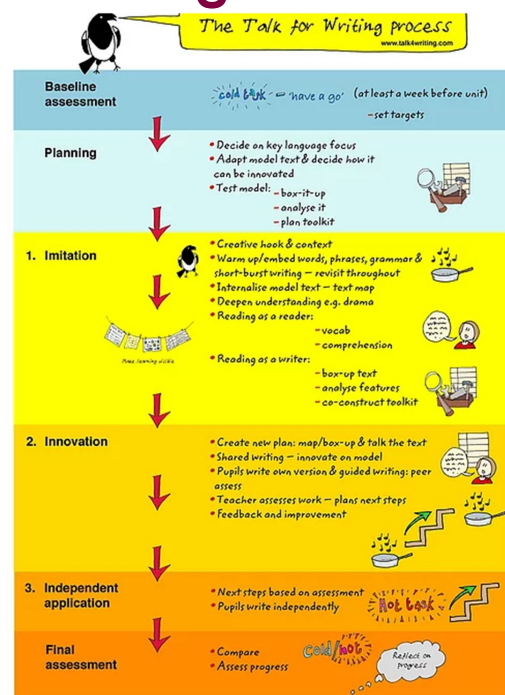 The Talk for Writing process
www.talk4writing.com
Baseline
assessment
cold task – 'have a go' (at least a week before unit)
– set targets
Planning
• Decide on key language focus
• Adapt model text & decide how it
can be innovated
• Test model: – box-it-up
– analyse it
– plan toolkit
1. Imitation
• Creative hook & context
• Warm up/embed words, phrases, grammar &
short-burst writing – revisit throughout
• Internalise model text – text map
• Deepen understanding e.g. drama
• Reading as a reader:
– vocab
– comprehension
Make learning visible
• Reading as a writer:
– box-up text
– analyse features
– co-construct toolkit
2. Innovation
• Create new plan: map/box-up & talk the text
• Shared writing – innovate on model
• Pupils write own version & guided writing: peer
assess
• Teacher assesses work – plans next steps
• Feedback and improvement
3. Independent
application
• Next steps based on assessment
• Pupils write independently
Hot task
Final
assessment
• Compare
• Assess progress
Cold/hot
Reflect on
progress